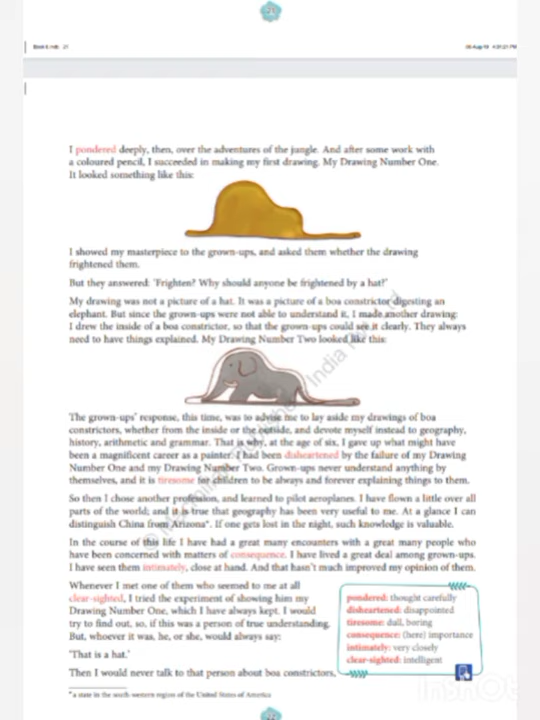 I pondered deeply, then, over the adventures of the jungle. And after some work with
a coloured pencil, I succeeded in making my first drawing. My Drawing Number One.
It looked something like this:
I showed my masterpiece to the grown-ups, and asked them whether the drawing
frightened them.
But they answered: 'Frighten? Why should anyone be frightened by a hat?'
My drawing was not a picture of a hat. It was a picture of a boa constrictor digesting an
elephant. But since the grown-ups were not able to understand it, I made another drawing:
I drew the inside of a boa constrictor, so that the grown-ups could see it clearly. They always
need to have things explained. My Drawing Number Two looked like this:
The grown-ups' response, this time, was to advise me to lay aside my drawings of boa
constrictors, whether from the inside or the outside, and devote myself instead to geography,
history, arithmetic and grammar. That is why, at the age of six, I gave up what might have
been a magnificent career as a painter. I had been disheartened by the failure of my Drawing
Number One and my Drawing Number Two. Grown-ups never understand anything by
themselves, and it is tiresome for children to be always and forever explaining things to them.
So then I chose another profession, and learned to pilot aeroplanes. I have flown a little over all
parts of the world; and it is true that geography has been very useful to me. At a glance I can
distinguish China from Arizona*. If one gets lost in the night, such knowledge is valuable.
In the course of this life I have had a great many encounters with a great many people who
have been concerned with matters of consequence. I have lived a great deal among grown-ups.
I have seen them intimately, close at hand. And that hasn't much improved my opinion of them.
Whenever I met one of them who seemed to me at all
clear-sighted, I tried the experiment of showing him my
Drawing Number One, which I have always kept. I would
try to find out, so, if this was a person of true understanding.
But, whoever it was, he, or she, would always say:
'That is a hat.'
Then I would never talk to that person about boa constrictors,
pondered: thought carefully
disheartened: disappointed
tiresome: dull, boring
consequence: (here) importance
intimately: very closely
clear-sighted: intelligent
* a state in the south-western region of the United States of America